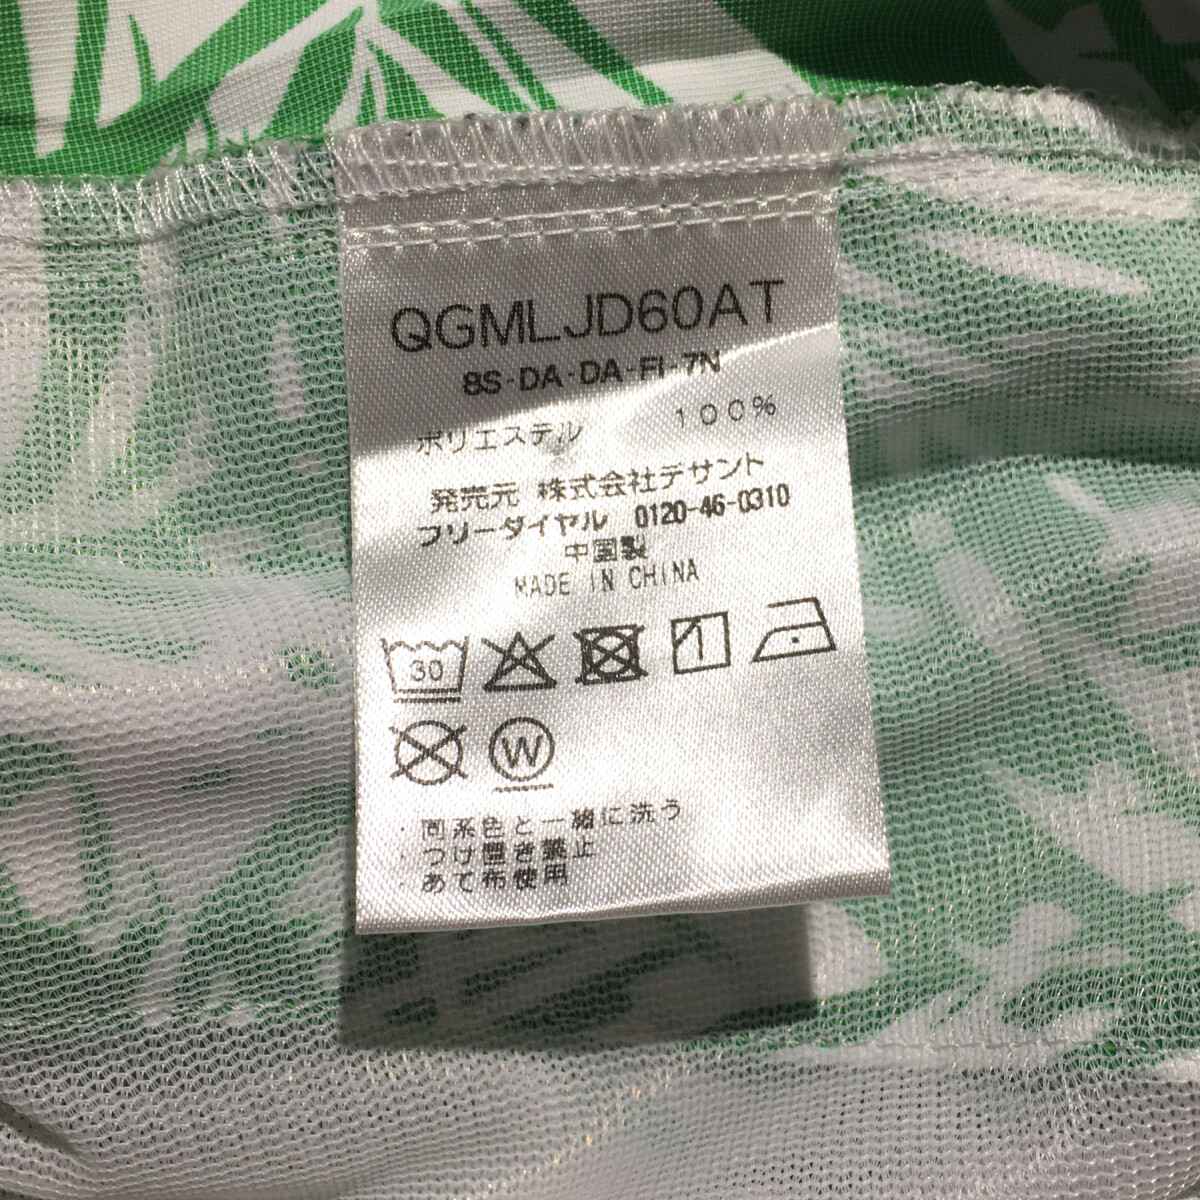 QGMLJD60AT
8S-DA-DA-FI-7N
ポリエステル 100%
発売元 株式会社デサント
フリーダイヤル 0120-46-0310
中国製
MADE IN CHINA
30
W
・同系色と一緒に洗う
・つけ置き禁止
・あて布使用